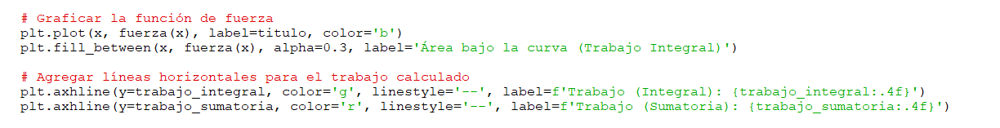 # Graficar la función de fuerza
plt.plot(x, fuerza(x), label=titulo, color='b')
plt.fill_between(x, fuerza(x), alpha=0.3, label='Área bajo la curva (Trabajo Integral)')
# Agregar líneas horizontales para el trabajo calculado
plt.axhline(y=trabajo_integral, color='g', linestyle='--', label=f'Trabajo (Integral): {trabajo_integral:.4f}')
plt.axhline(y=trabajo_sumatoria, color='r', linestyle='--', label=f'Trabajo (Sumatoria): {trabajo_sumatoria:.4f}')